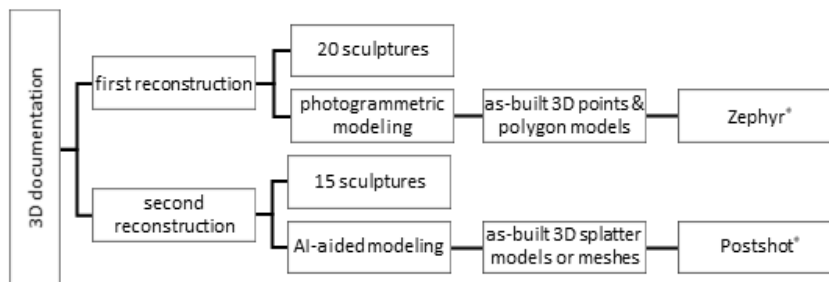 3D documentation
first reconstruction
20 sculptures
photogrammetric
modeling
as-built 3D points &
polygon models
Zephyr®
second
reconstruction
15 sculptures
AI-aided modeling
as-built 3D splatter
models or meshes
Postshot®